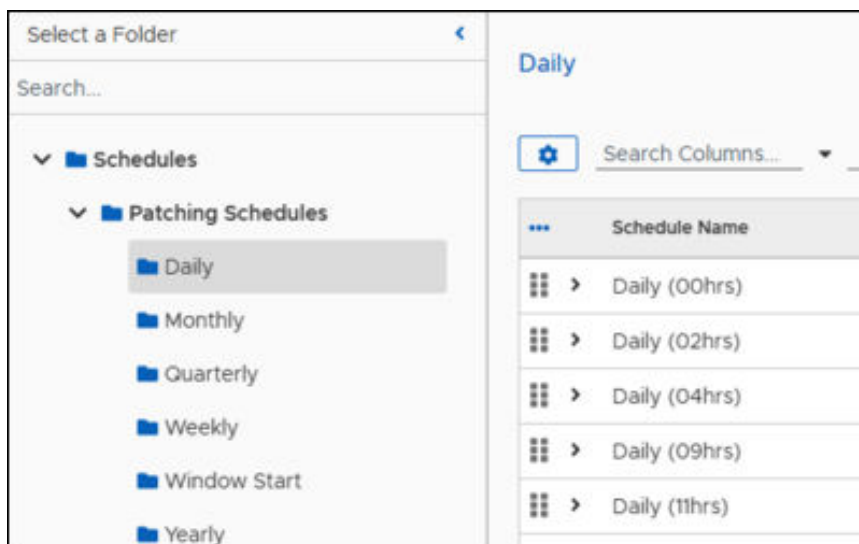 Select a Folder
Search...
Schedules
Patching Schedules
Daily
Monthly
Quarterly
Weekly
Window Start
Yearly
Daily
Search Columns...
Schedule Name
Daily (00hrs)
Daily (02hrs)
Daily (04hrs)
Daily (09hrs)
Daily (11hrs)